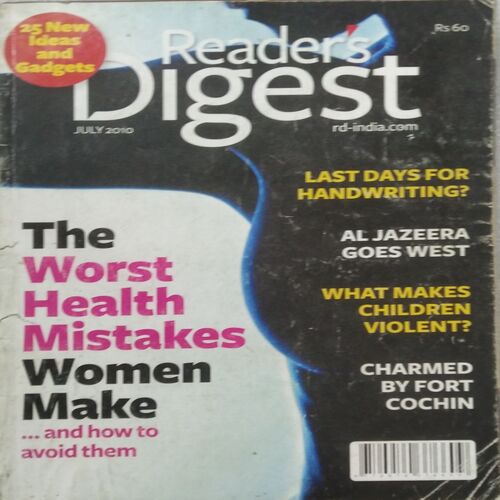 25 New
Ideas
and
Gadgets
Rs 60
Reader's
Digest
JULY 2010
rd-india.com
LAST DAYS FOR
HANDWRITING?
AL JAZEERA
GOES WEST
WHAT MAKES
CHILDREN
VIOLENT?
CHARMED
BY FORT
COCHIN
The
Worst
Health
Mistakes
Women
Make
... and how to
avoid them